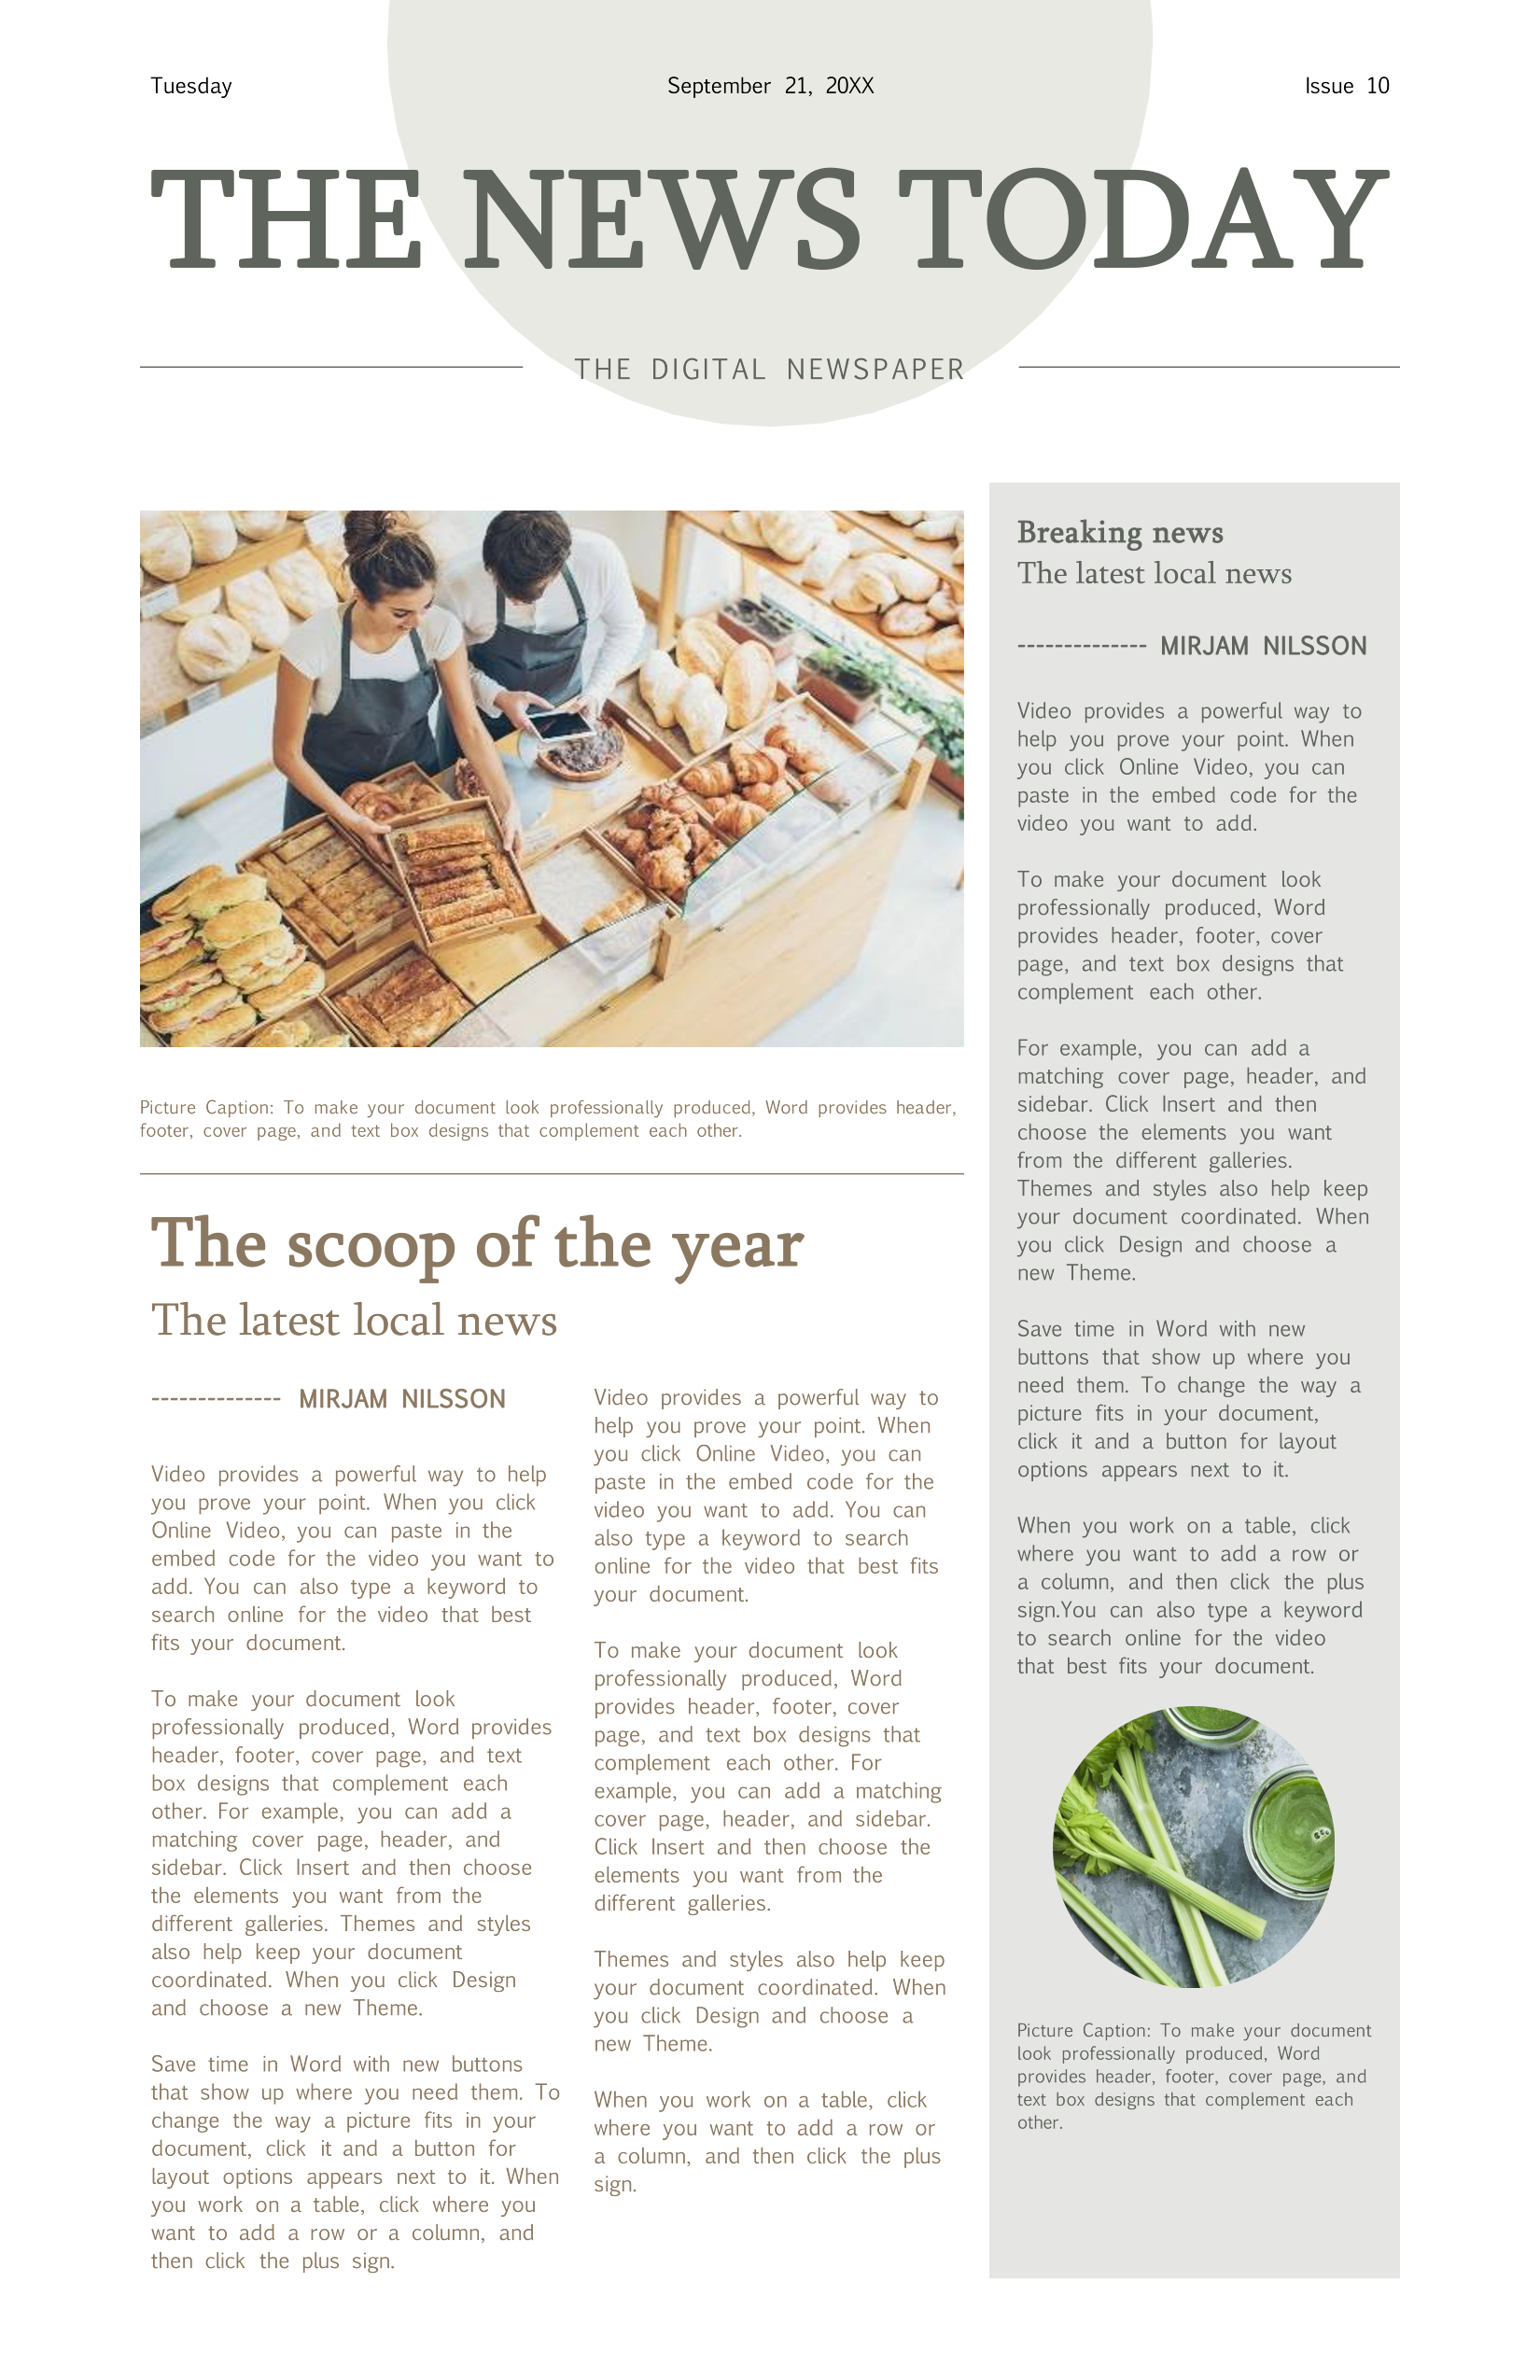 Tuesday
September 21, 20XX
Issue 10
THE NEWS TODAY
THE DIGITAL NEWSPAPER
Picture Caption: To make your document look professionally produced, Word provides header,
footer, cover page, and text box designs that complement each other.
The scoop of the year
The latest local news
-------------- MIRJAM NILSSON
Video provides a powerful way to help
you prove your point. When you click
Online Video, you can paste in the
embed code for the video you want to
add. You can also type a keyword to
search online for the video that best
fits your document.
To make your document look
professionally produced, Word provides
header, footer, cover page, and text
box designs that complement each
other. For example, you can add a
matching cover page, header, and
sidebar. Click Insert and then choose
the elements you want from the
different galleries. Themes and styles
also help keep your document
coordinated. When you click Design
and choose a new Theme.
Save time in Word with new buttons
that show up where you need them. To
change the way a picture fits in your
document, click it and a button for
layout options appears next to it. When
you work on a table, click where you
want to add a row or a column, and
then click the plus sign.
Video provides a powerful way to
help you prove your point. When
you click Online Video, you can
paste in the embed code for the
video you want to add. You can
also type a keyword to search
online for the video that best fits
your document.
To make your document look
professionally produced, Word
provides header, footer, cover
page, and text box designs that
complement each other. For
example, you can add a matching
cover page, header, and sidebar.
Click Insert and then choose the
elements you want from the
different galleries.
Themes and styles also help keep
your document coordinated. When
you click Design and choose a
new Theme.
When you work on a table, click
where you want to add a row or
a column, and then click the plus
sign.
Breaking news
The latest local news
-------------- MIRJAM NILSSON
Video provides a powerful way to
help you prove your point. When
you click Online Video, you can
paste in the embed code for the
video you want to add.
To make your document look
professionally produced, Word
provides header, footer, cover
page, and text box designs that
complement each other.
For example, you can add a
matching cover page, header, and
sidebar. Click Insert and then
choose the elements you want
from the different galleries.
Themes and styles also help keep
your document coordinated. When
you click Design and choose a
new Theme.
Save time in Word with new
buttons that show up where you
need them. To change the way a
picture fits in your document,
click it and a button for layout
options appears next to it.
When you work on a table, click
where you want to add a row or
a column, and then click the plus
sign.You can also type a keyword
to search online for the video
that best fits your document.
Picture Caption: To make your document
look professionally produced, Word
provides header, footer, cover page, and
text box designs that complement each
other.